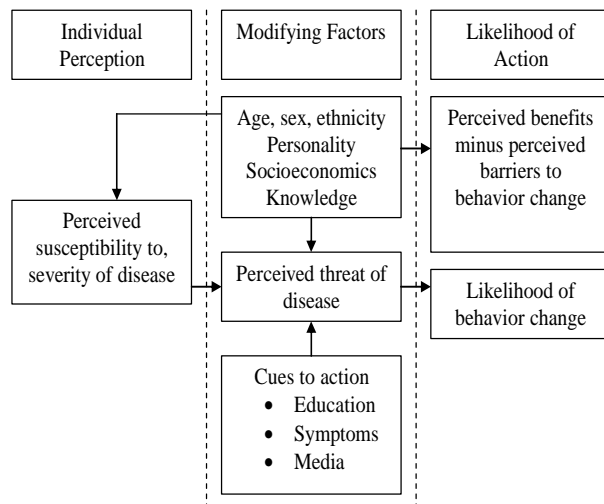 Individual
Perception
Modifying Factors
Likelihood of
Action
Age, sex, ethnicity
Personality
Socioeconomics
Knowledge
Perceived benefits
minus perceived
barriers to
behavior change
Perceived
susceptibility to,
severity of disease
Perceived threat of
disease
Likelihood of
behavior change
Cues to action
• Education
• Symptoms
• Media